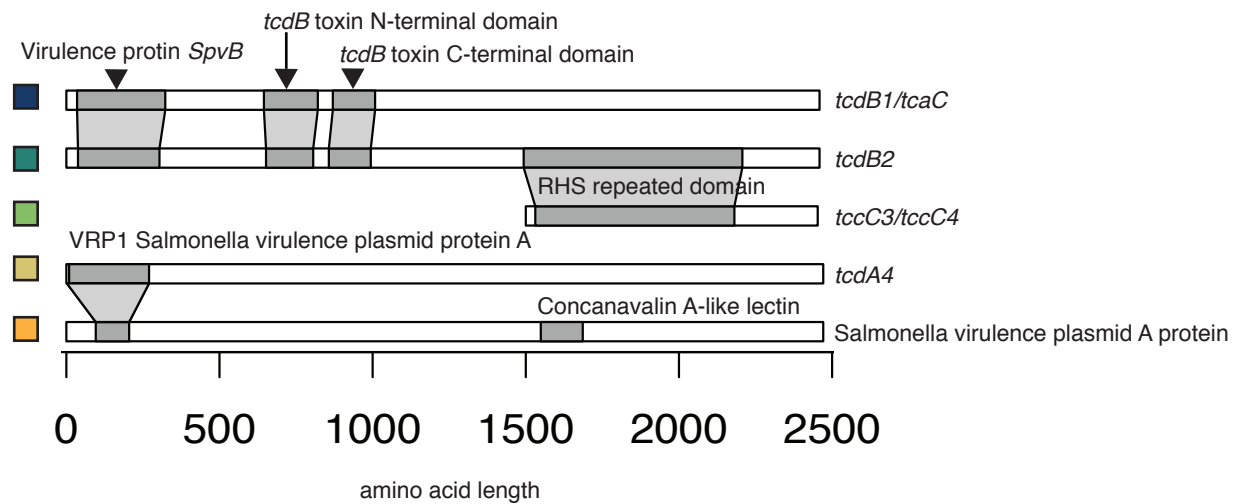 tcdB toxin N-terminal domain
Virulence protin SpvB
tcdB toxin C-terminal domain
tcdB1/tcaC
tcdB2
RHS repeated domain
tccC3/tccC4
VRP1 Salmonella virulence plasmid protein A
tcdA4
Concanavalin A-like lectin
Salmonella virulence plasmid A protein
0 500 1000 1500 2000 2500
amino acid length